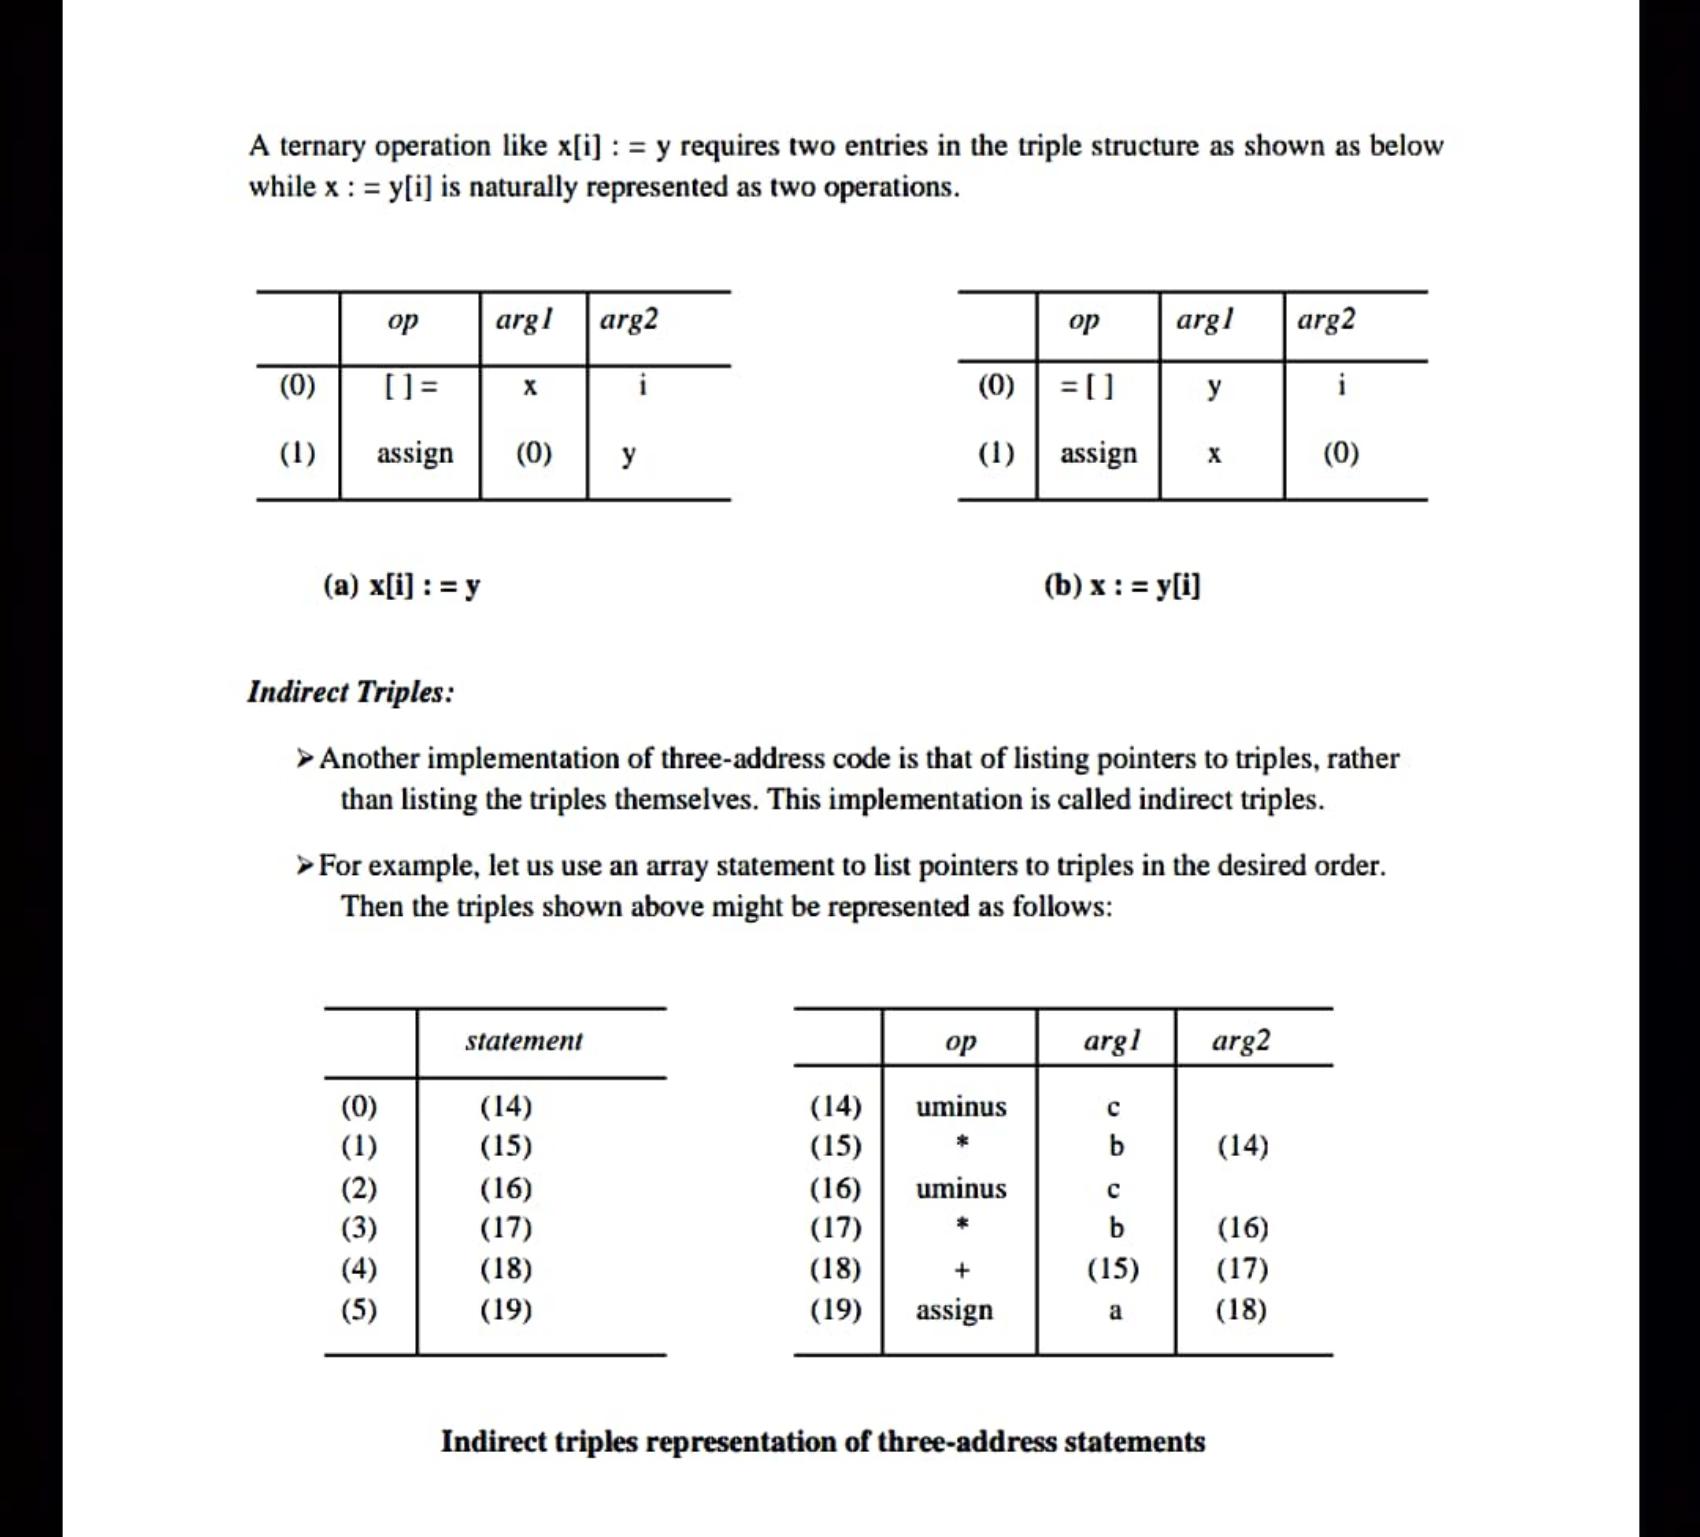 A ternary operation like x[i] : = y requires two entries in the triple structure as shown as below
while x : = y[i] is naturally represented as two operations.
op arg1 arg2
(0) [ ] = x i
(1) assign (0) y
op arg1 arg2
(0) = [ ] y i
(1) assign x (0)
(a) x[i] : = y
(b) x : = y[i]
Indirect Triples:
➢ Another implementation of three-address code is that of listing pointers to triples, rather
than listing the triples themselves. This implementation is called indirect triples.
➢ For example, let us use an array statement to list pointers to triples in the desired order.
Then the triples shown above might be represented as follows:
statement
(0) (14)
(1) (15)
(2) (16)
(3) (17)
(4) (18)
(5) (19)
op arg1 arg2
(14) uminus c
(15) * b (14)
(16) uminus c
(17) * b (16)
(18) + (15) (17)
(19) assign a (18)
Indirect triples representation of three-address statements